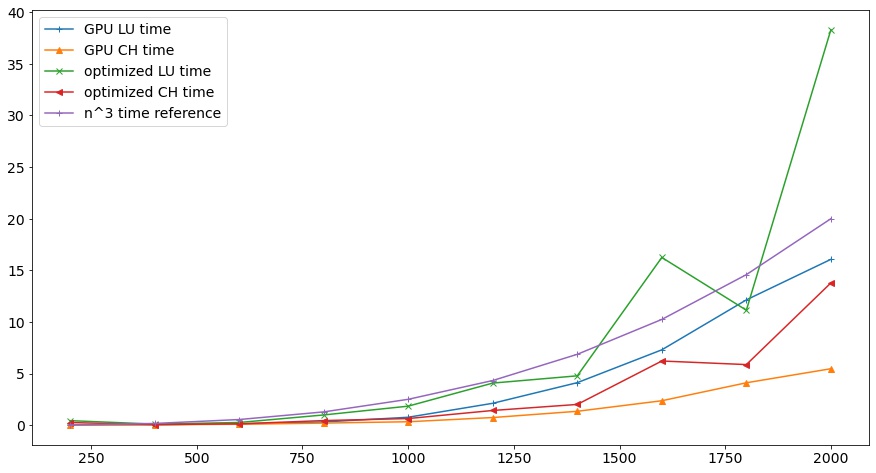 GPU LU time
GPU CH time
optimized LU time
optimized CH time
n^3 time reference
40
35
30
25
20
15
10
5
0
250 500 750 1000 1250 1500 1750 2000